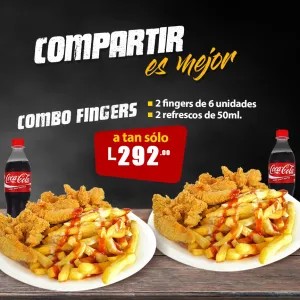 COMPARTIR
es mejor
COMBO FINGERS
▪ 2 fingers de 6 unidades
▪ 2 refrescos de 50ml.
a tan sólo
L292.00
Coca-Cola
Coca-Cola